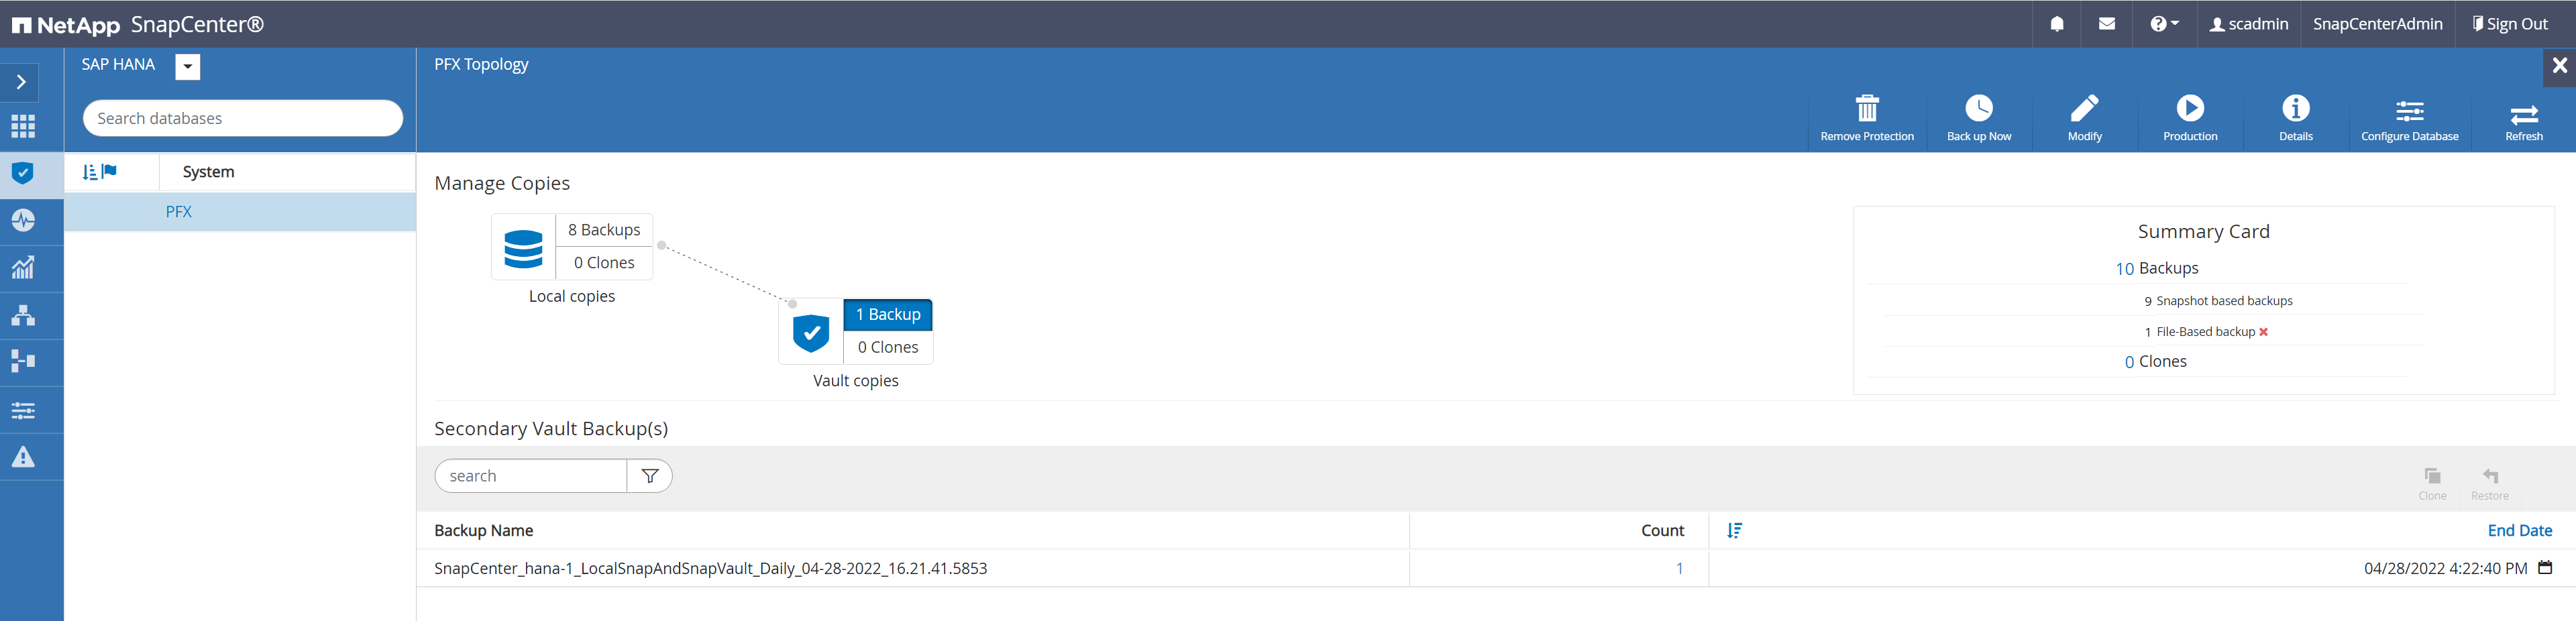 NetApp SnapCenter®
scadmin SnapCenterAdmin Sign Out
SAP HANA
PFX Topology
Search databases
Remove Protection Back up Now Modify Production Details Configure Database Refresh
System
PFX
Manage Copies
8 Backups
0 Clones
Local copies
1 Backup
0 Clones
Vault copies
Summary Card
10 Backups
9 Snapshot based backups
1 File-Based backup
0 Clones
Secondary Vault Backup(s)
search
Clone Restore
Backup Name Count End Date
SnapCenter_hana-1_LocalSnapAndSnapVault_Daily_04-28-2022_16.21.41.5853 1 04/28/2022 4:22:40 PM